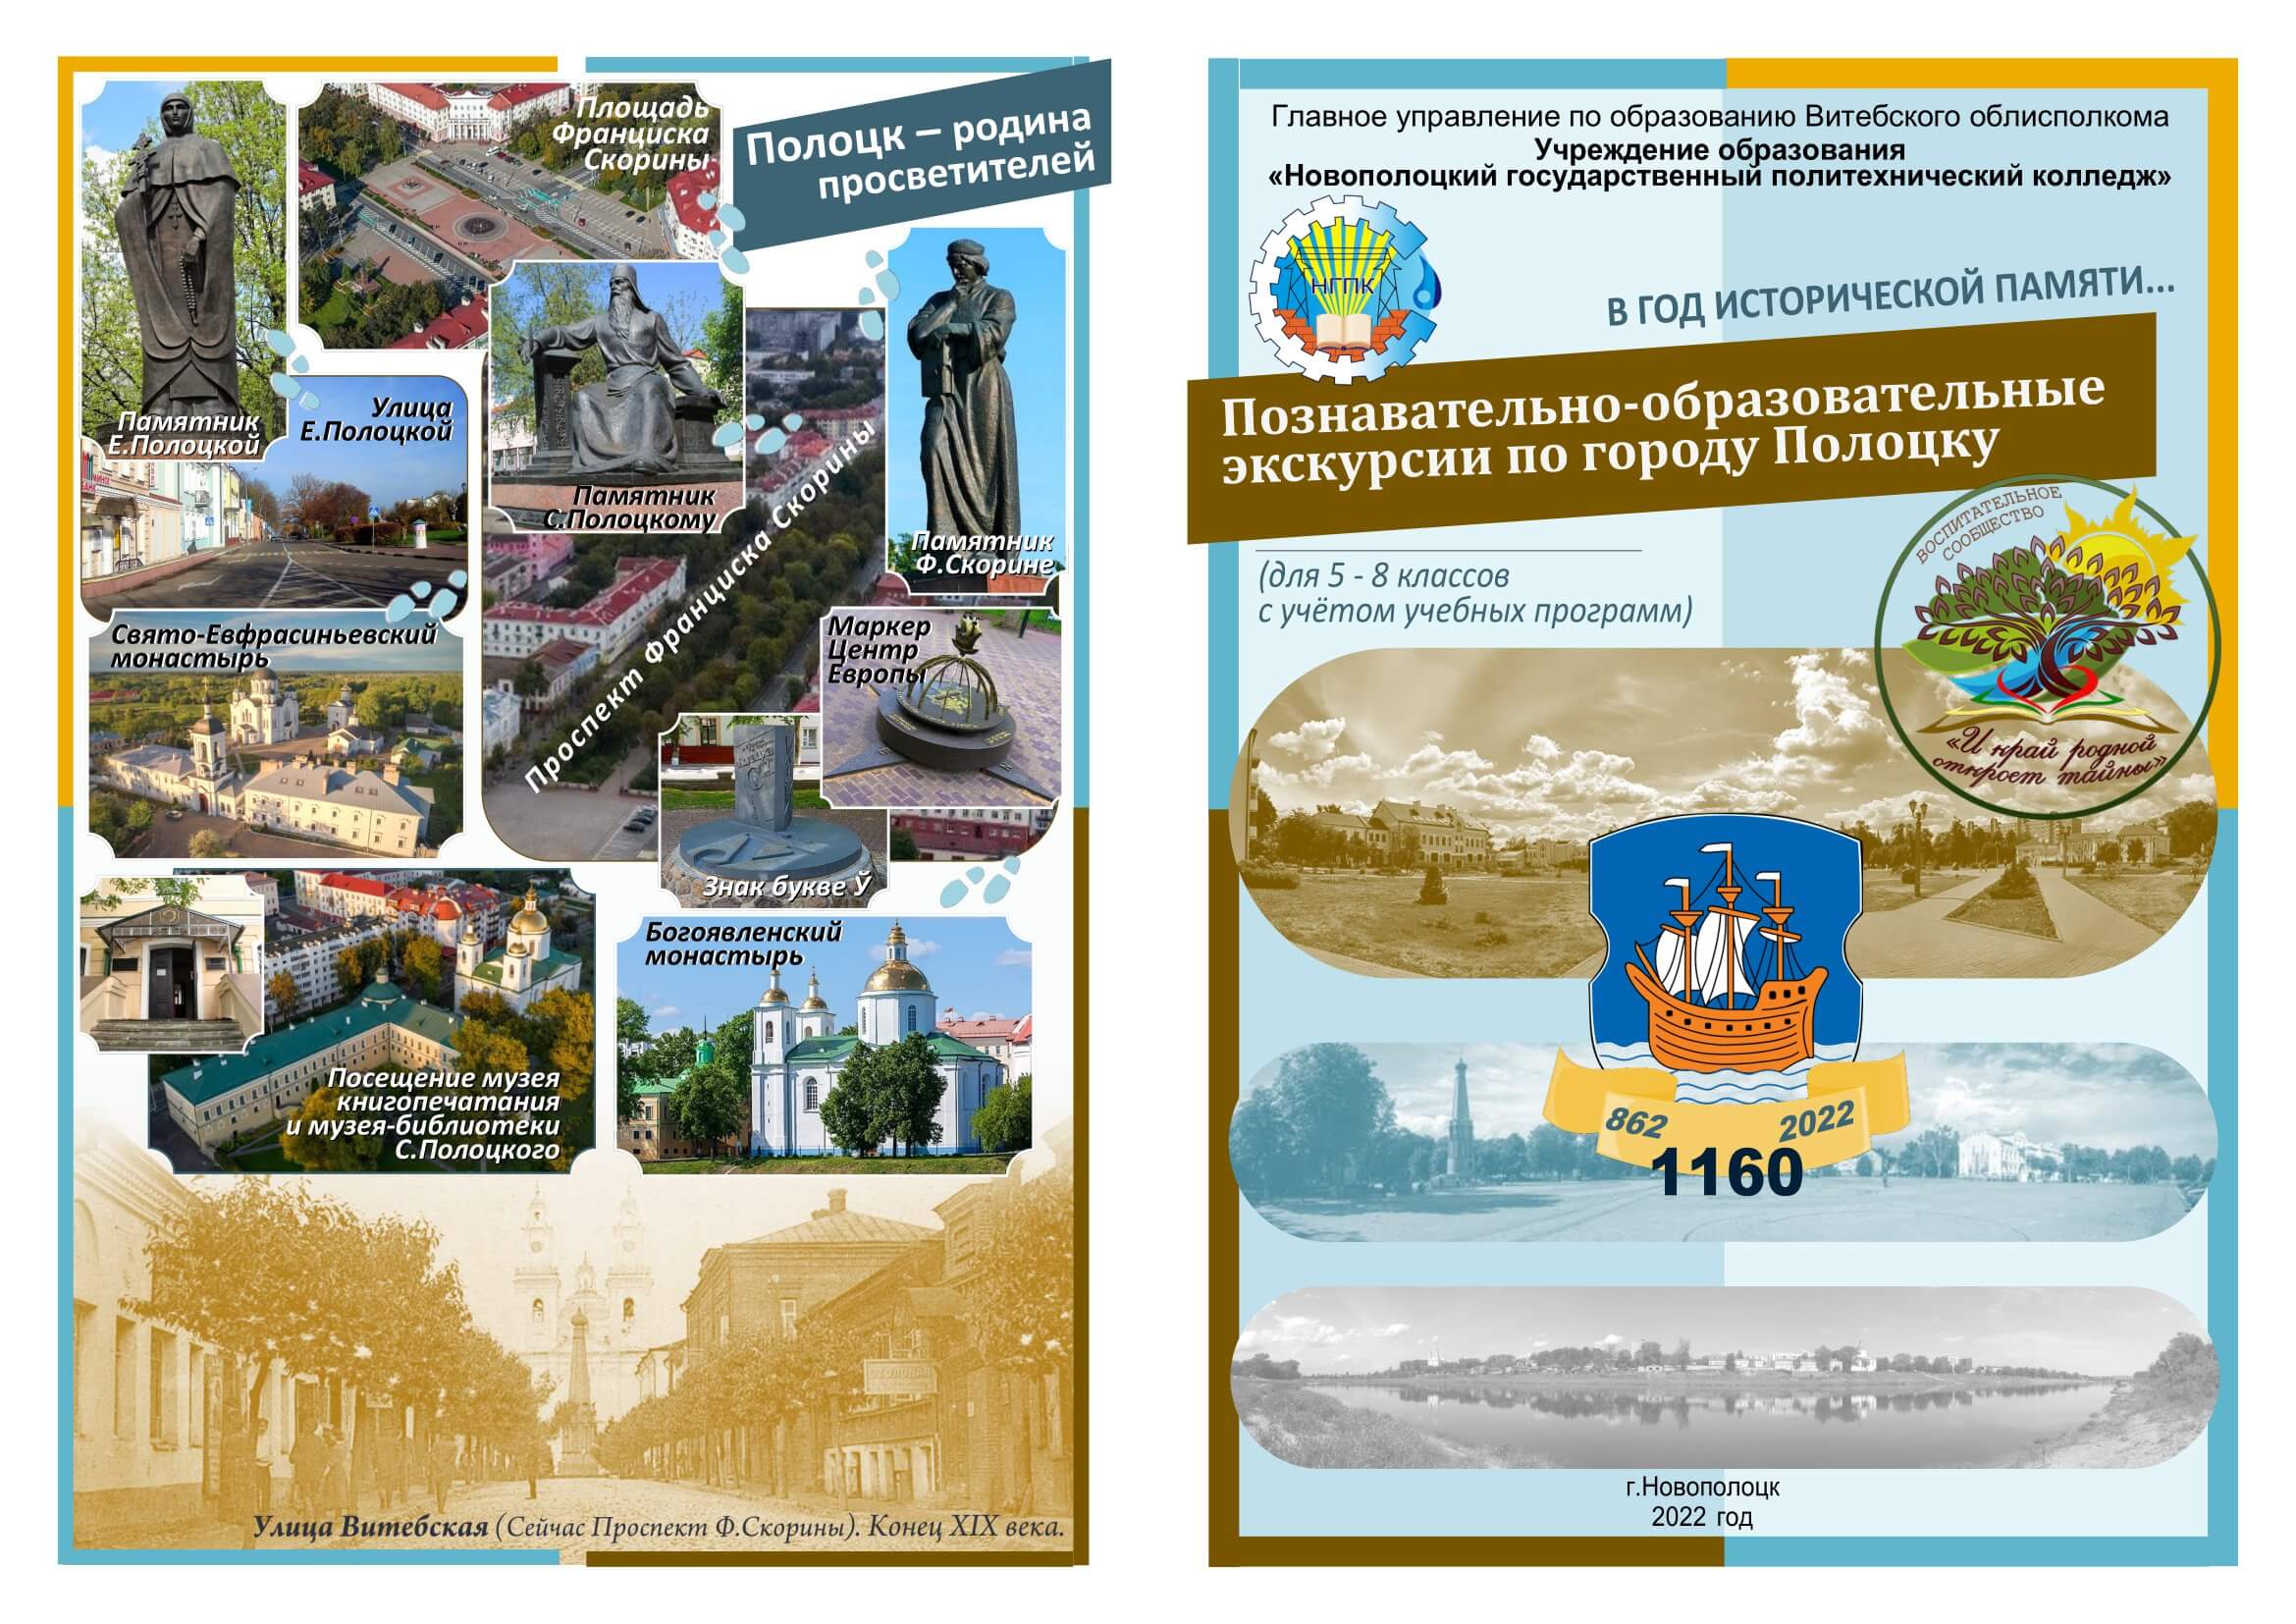 Полоцк – родина
просветителей
Площадь
Франциска
Скорины
Памятник
Е.Полоцкой
Улица
Е.Полоцкой
Памятник
С.Полоцкому
Памятник
Ф.Скорине
Проспект Франциска Скорины
Свято-Евфрасиньевский
монастырь
Маркер
Центр
Европы
Знак букве Ў
Богоявленский
монастырь
Посещение музея
книгопечатания
и музея-библиотеки
С.Полоцкого
Улица Витебская (Сейчас Проспект Ф.Скорины). Конец XIX века.
Главное управление по образованию Витебского облисполкома
Учреждение образования
«Новополоцкий государственный политехнический колледж»
НГПК
В ГОД ИСТОРИЧЕСКОЙ ПАМЯТИ...
Познавательно-образовательные
экскурсии по городу Полоцку
(для 5 - 8 классов
с учётом учебных программ)
ВОСПИТАТЕЛЬНОЕ
СООБЩЕСТВО
«И край родной
откроет тайны»
862 2022
1160
г.Новополоцк
2022 год